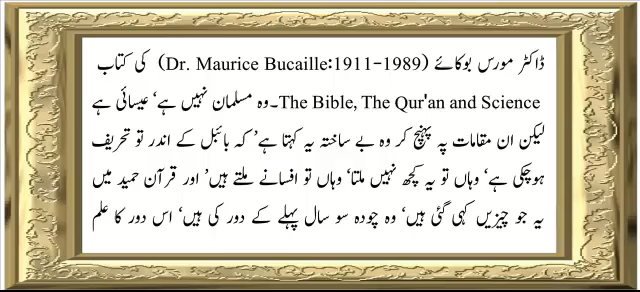 ڈاکٹر مورس بوکائے (Dr. Maurice Bucaille:1911-1989) کی کتاب
The Bible, The Qur'an and Science۔وہ مسلمان نہیں ہے‘ عیسائی ہے
لیکن ان مقامات پہ پہنچ کر وہ بے ساختہ یہ کہتا ہے’ کہ بائبل کے اندر تو تحریف
ہوچکی ہے‘ وہاں تو یہ کچھ نہیں ملتا‘ وہاں تو افسانے ملتے ہیں’ اور قرآن حمید میں
یہ جو چیزیں کہی گئی ہیں‘ وہ چودہ سو سال پہلے کے دور کی ہیں‘ اس دور کا علم